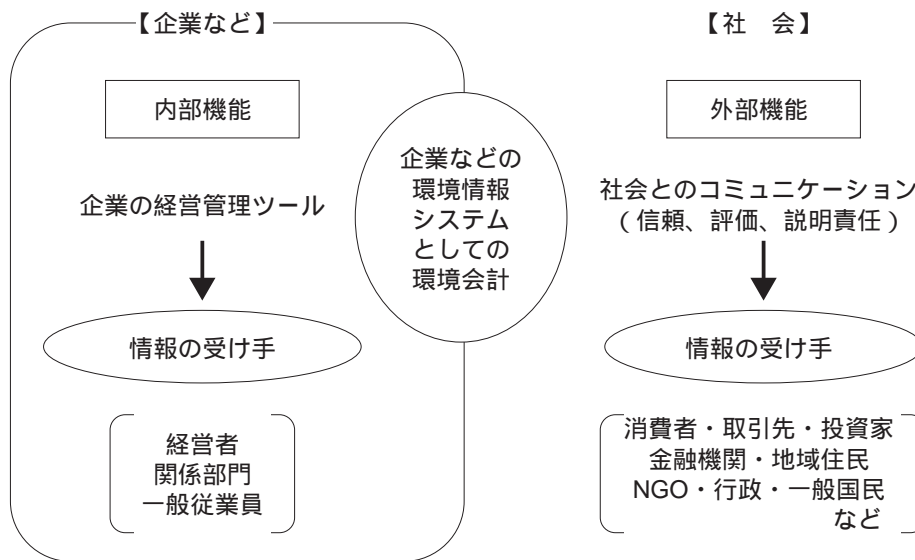 【企業など】
内部機能
企業の経営管理ツール
情報の受け手
経営者
関係部門
一般従業員
企業などの
環境情報
システム
としての
環境会計
【社　会】
外部機能
社会とのコミュニケーション
（信頼、評価、説明責任）
情報の受け手
消費者・取引先・投資家
金融機関・地域住民
NGO・行政・一般国民
など